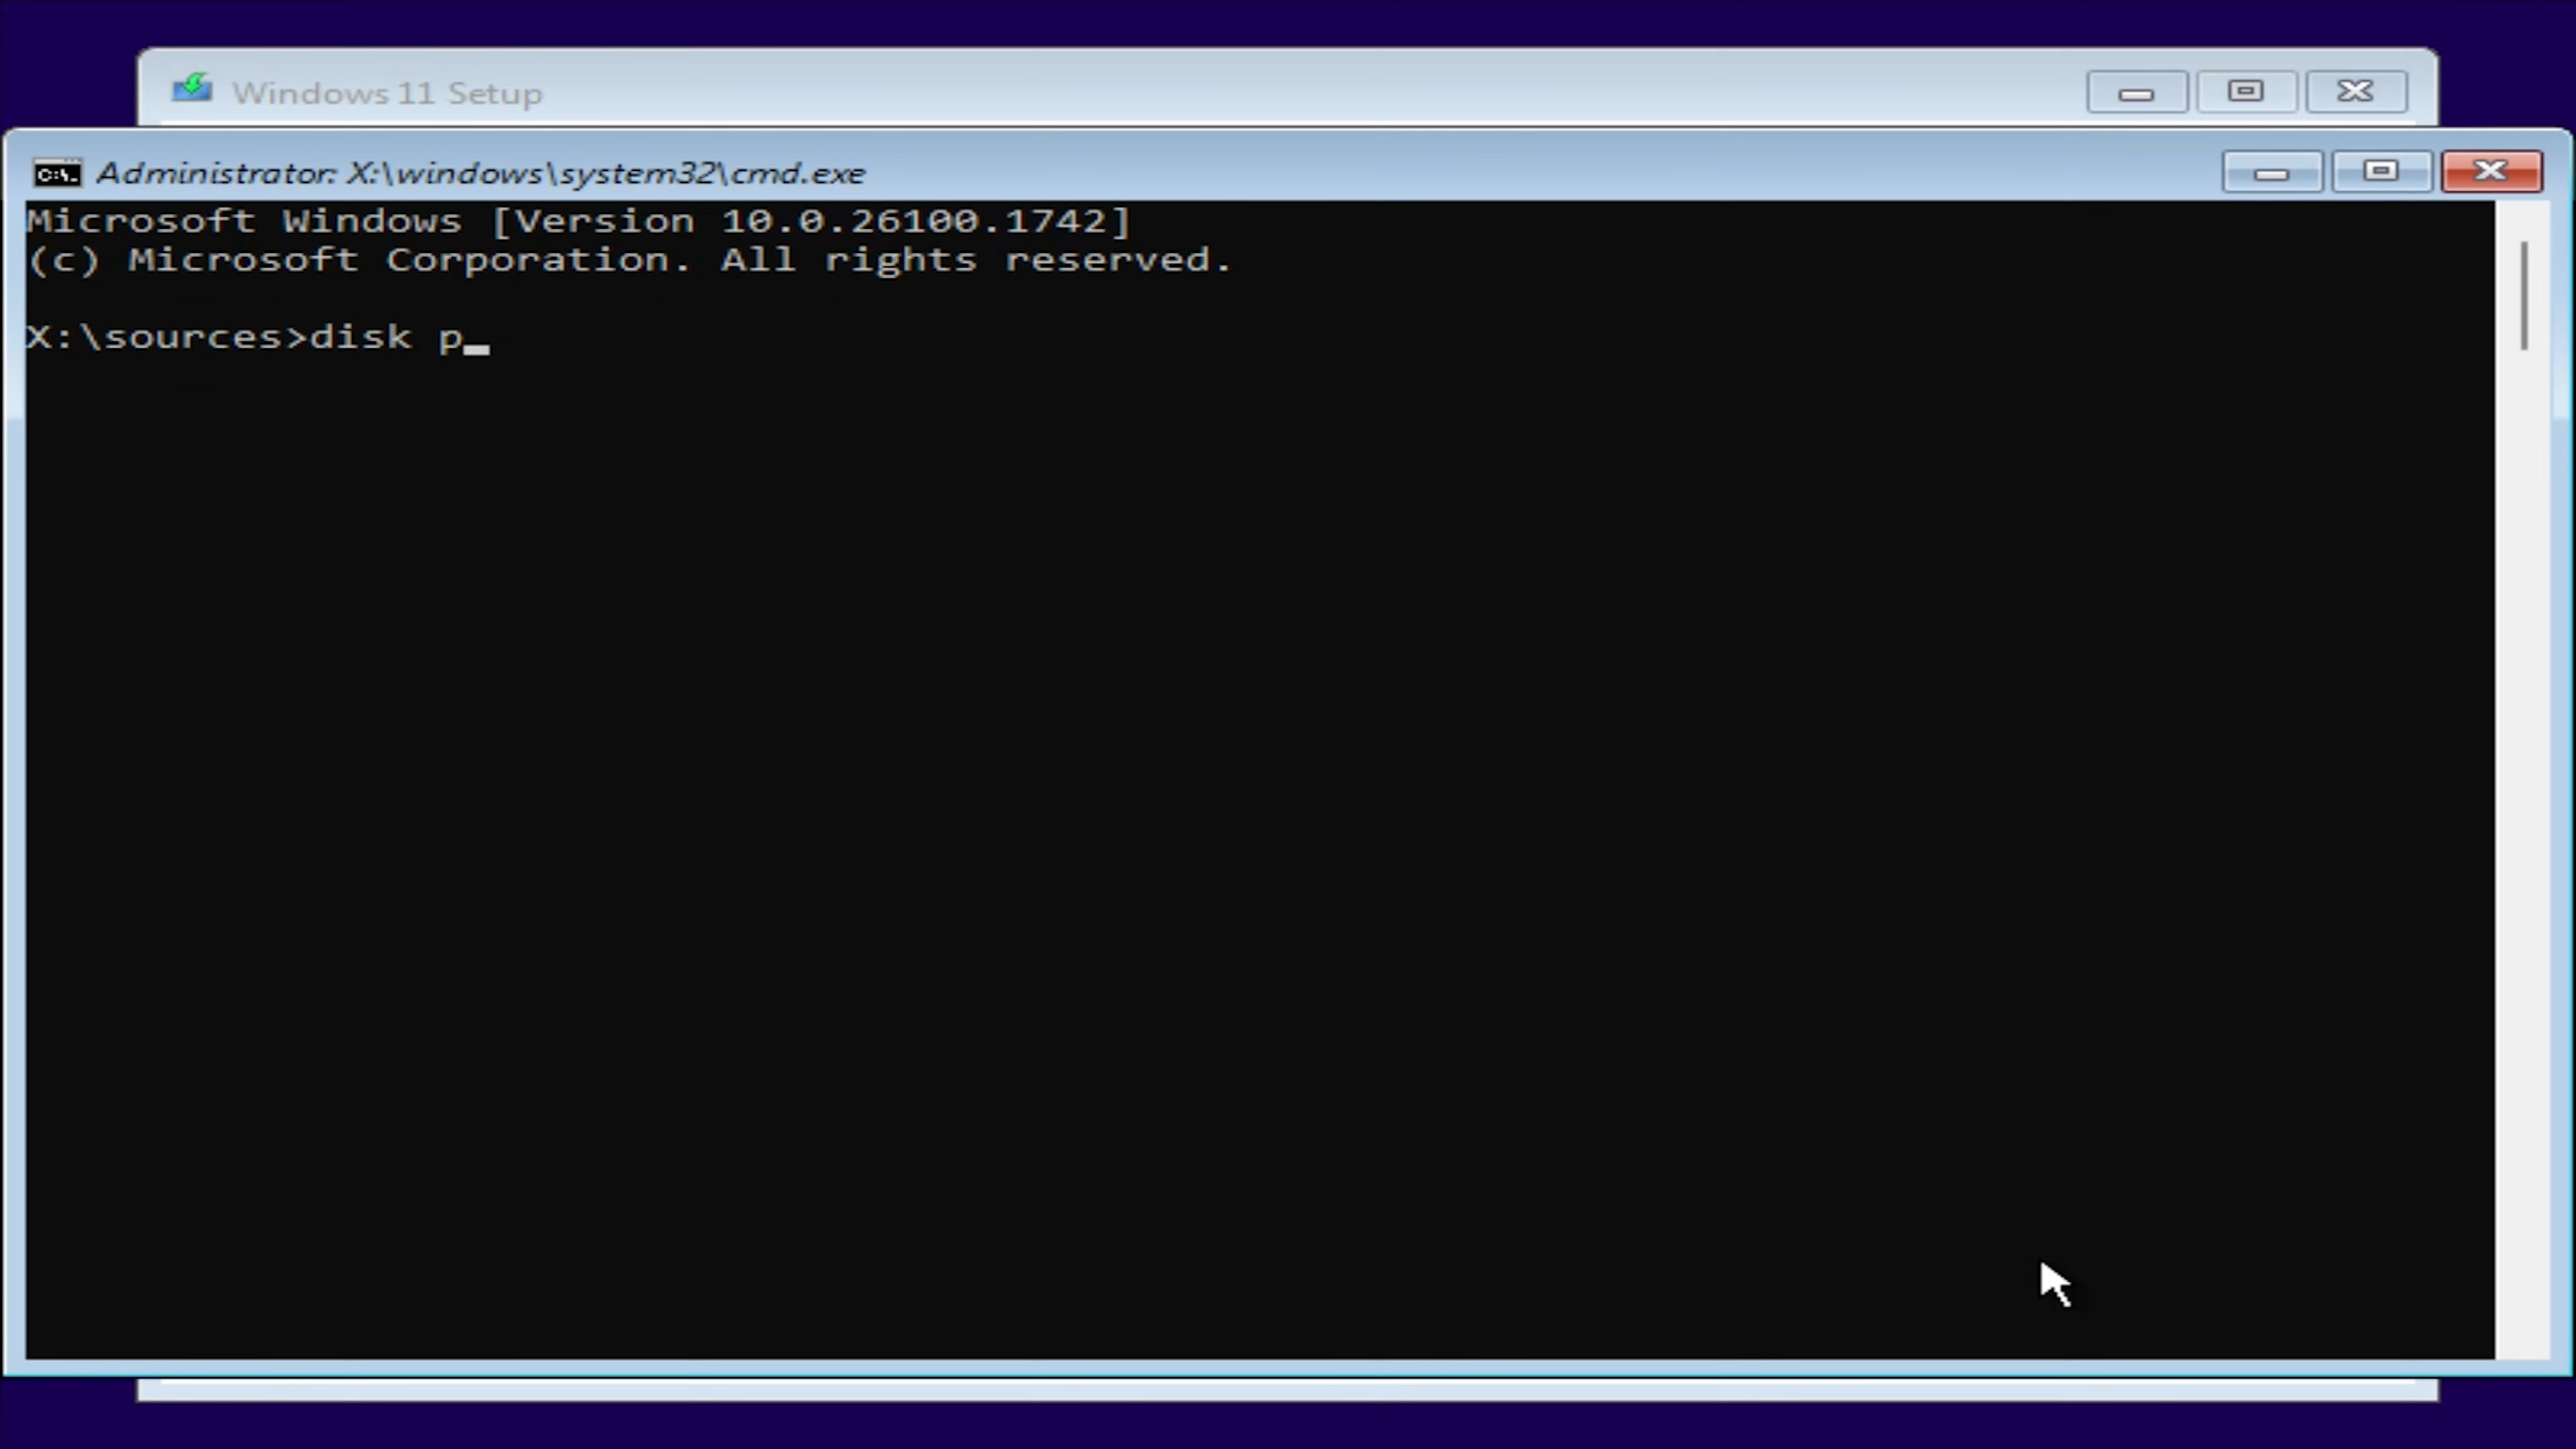 Windows 11 Setup
Administrator: X:\windows\system32\cmd.exe
Microsoft Windows [Version 10.0.26100.1742]
(c) Microsoft Corporation. All rights reserved.
X:\sources>disk p